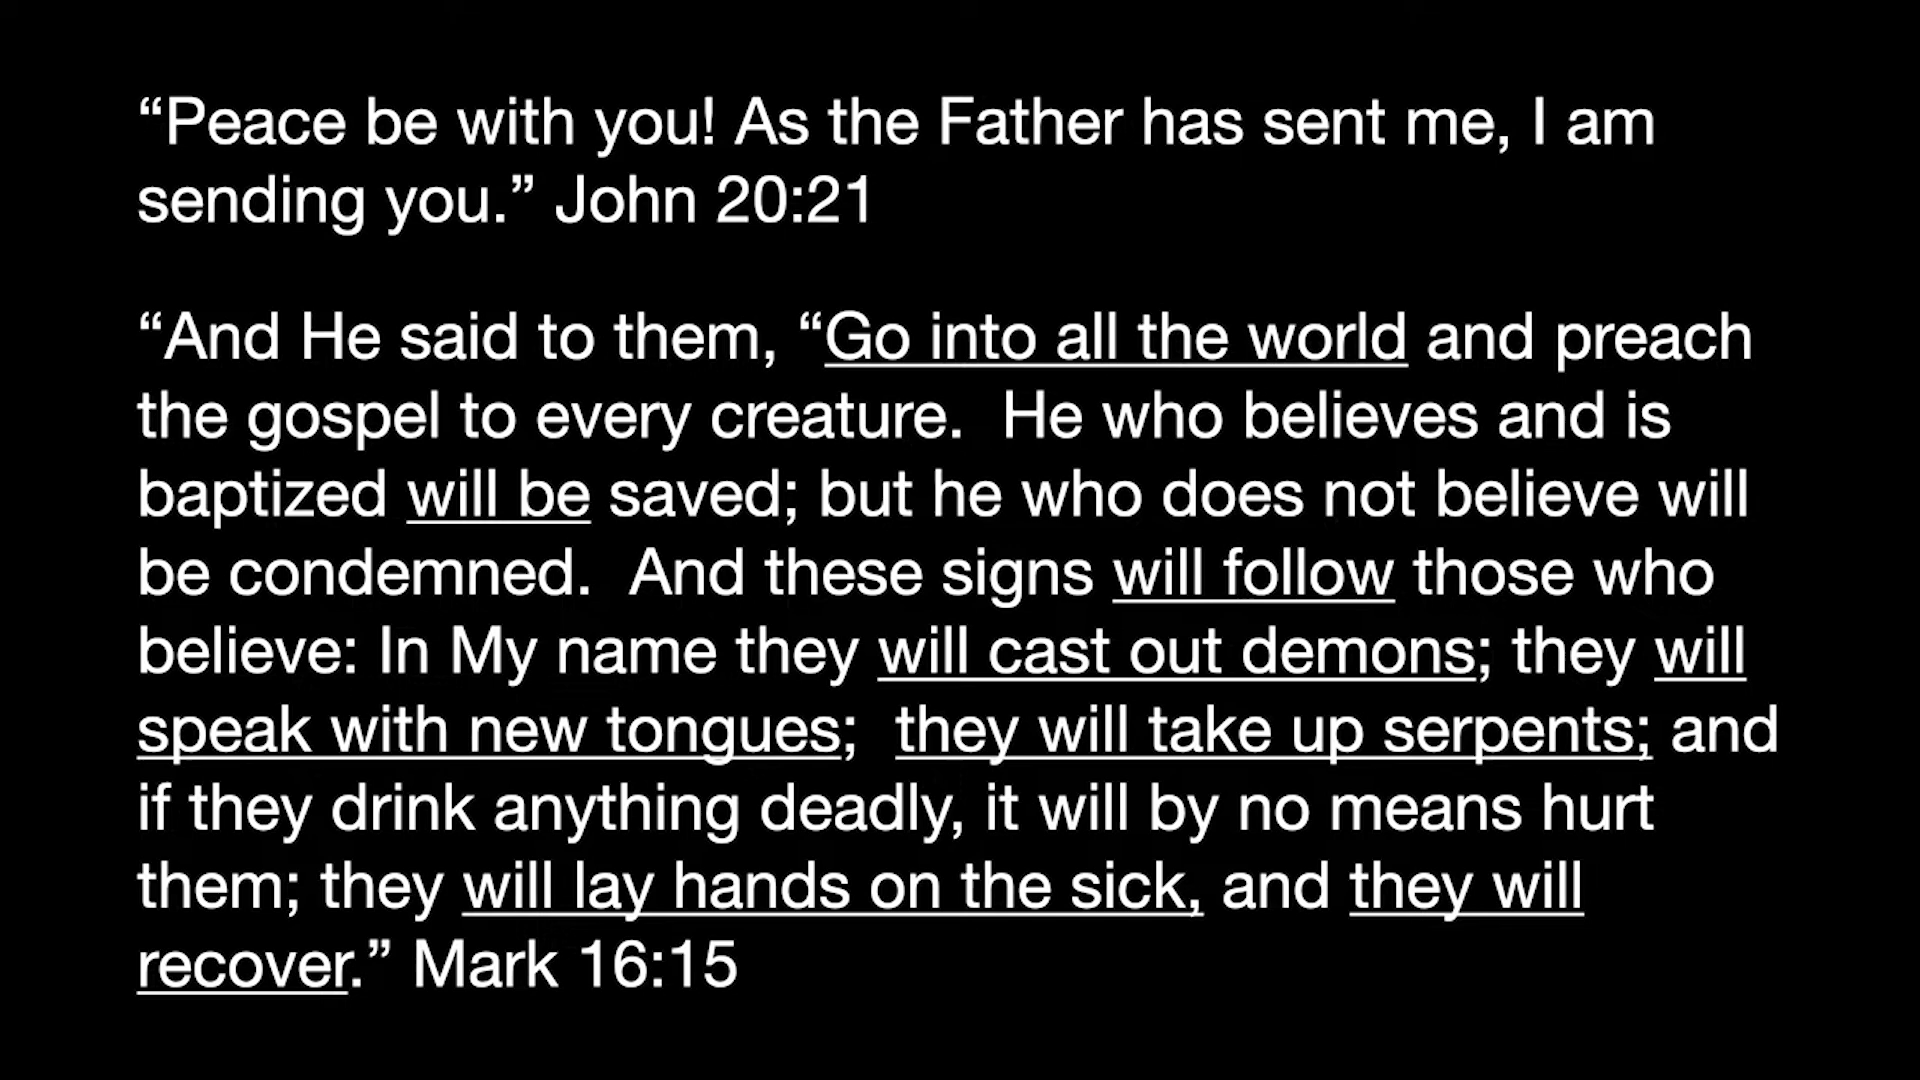 “Peace be with you! As the Father has sent me, I am
sending you.” John 20:21
“And He said to them, “Go into all the world and preach
the gospel to every creature.  He who believes and is
baptized will be saved; but he who does not believe will
be condemned.  And these signs will follow those who
believe: In My name they will cast out demons; they will
speak with new tongues;  they will take up serpents; and
if they drink anything deadly, it will by no means hurt
them; they will lay hands on the sick, and they will
recover.” Mark 16:15